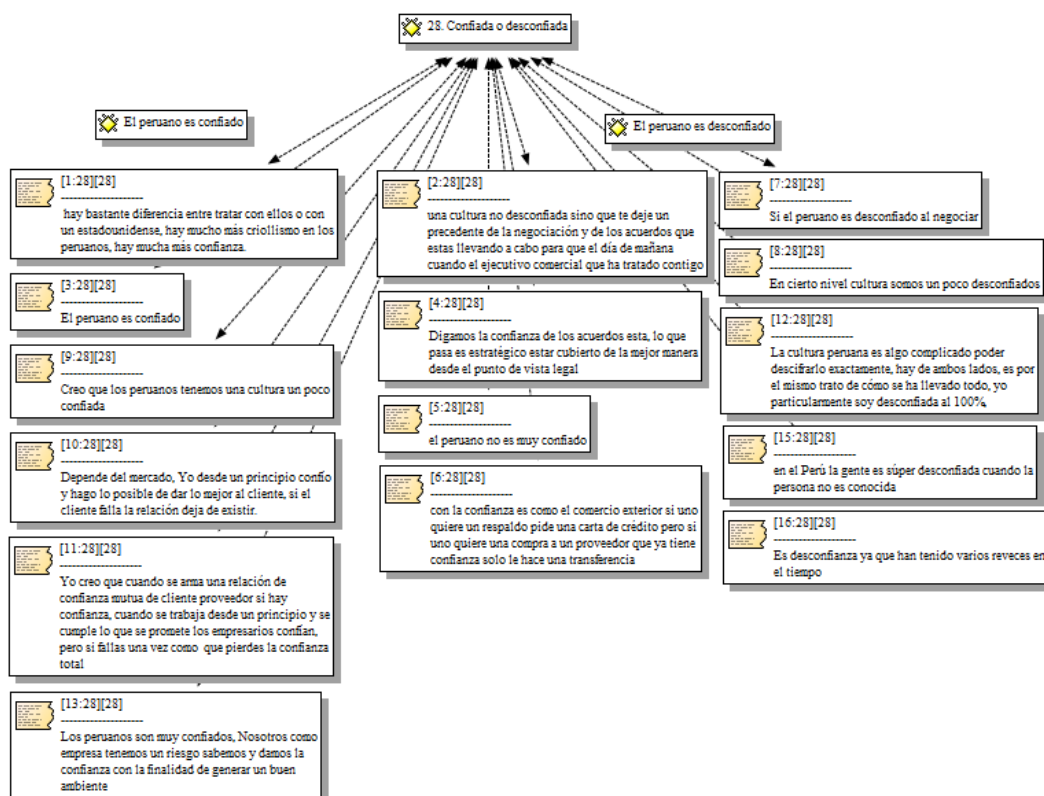 28. Confiada o desconfiada
El peruano es confiado
El peruano es desconfiado
[1:28][28]
--------------------
hay bastante diferencia entre tratar con ellos o con
un estadounidense, hay mucho más criollismo en los
peruanos, hay mucha más confianza.
[3:28][28]
--------------------
El peruano es confiado
[9:28][28]
--------------------
Creo que los peruanos tenemos una cultura un poco
confiada
[10:28][28]
--------------------
Depende del mercado, Yo desde un principio confío
y hago lo posible de dar lo mejor al cliente, si el
cliente falla la relación deja de existir.
[11:28][28]
--------------------
Yo creo que cuando se arma una relación de
confianza mutua de cliente proveedor si hay
confianza, cuando se trabaja desde un principio y se
cumple lo que se promete los empresarios confían,
pero si fallas una vez como que pierdes la confianza
total
[13:28][28]
--------------------
Los peruanos son muy confiados, Nosotros como
empresa tenemos un riesgo sabemos y damos la
confianza con la finalidad de generar un buen
ambiente
[2:28][28]
--------------------
una cultura no desconfiada sino que te deje un
precedente de la negociación y de los acuerdos que
estas llevando a cabo para que el día de mañana
cuando el ejecutivo comercial que ha tratado contigo
[4:28][28]
--------------------
Digamos la confianza de los acuerdos esta, lo que
pasa es estratégico estar cubierto de la mejor manera
desde el punto de vista legal
[5:28][28]
--------------------
el peruano no es muy confiado
[6:28][28]
--------------------
con la confianza es como el comercio exterior si uno
quiere un respaldo pide una carta de crédito pero si
uno quiere una compra a un proveedor que ya tiene
confianza solo le hace una transferencia
[7:28][28]
--------------------
Si el peruano es desconfiado al negociar
[8:28][28]
--------------------
En cierto nivel cultura somos un poco desconfiados
[12:28][28]
--------------------
La cultura peruana es algo complicado poder
descifrarlo exactamente, hay de ambos lados, es por
el mismo trato de cómo se ha llevado todo, yo
particularmente soy desconfiada al 100%,
[15:28][28]
--------------------
en el Perú la gente es súper desconfiada cuando la
persona no es conocida
[16:28][28]
--------------------
Es desconfianza ya que han tenido varios reveces en
el tiempo